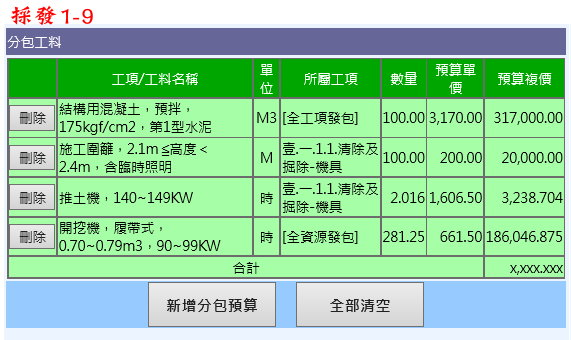 採發1-9
分包工料
工項/工料名稱 單位 所屬工項 數量 預算單價 預算複價
刪除 結構用混凝土，預拌，175kgf/cm2，第1型水泥 M3 [全工項發包] 100.00 3,170.00 317,000.00
刪除 施工圍籬，2.1m≦高度＜2.4m，含臨時照明 M 壹.一.1.1.清除及掘除-機具 100.00 200.00 20,000.00
刪除 推土機，140~149KW 時 壹.一.1.1.清除及掘除-機具 2.016 1,606.50 3,238.704
刪除 開挖機，履帶式，0.70~0.79m3，90~99KW 時 [全資源發包] 281.25 661.50 186,046.875
合計 x,xxx.xxx
新增分包預算 全部清空